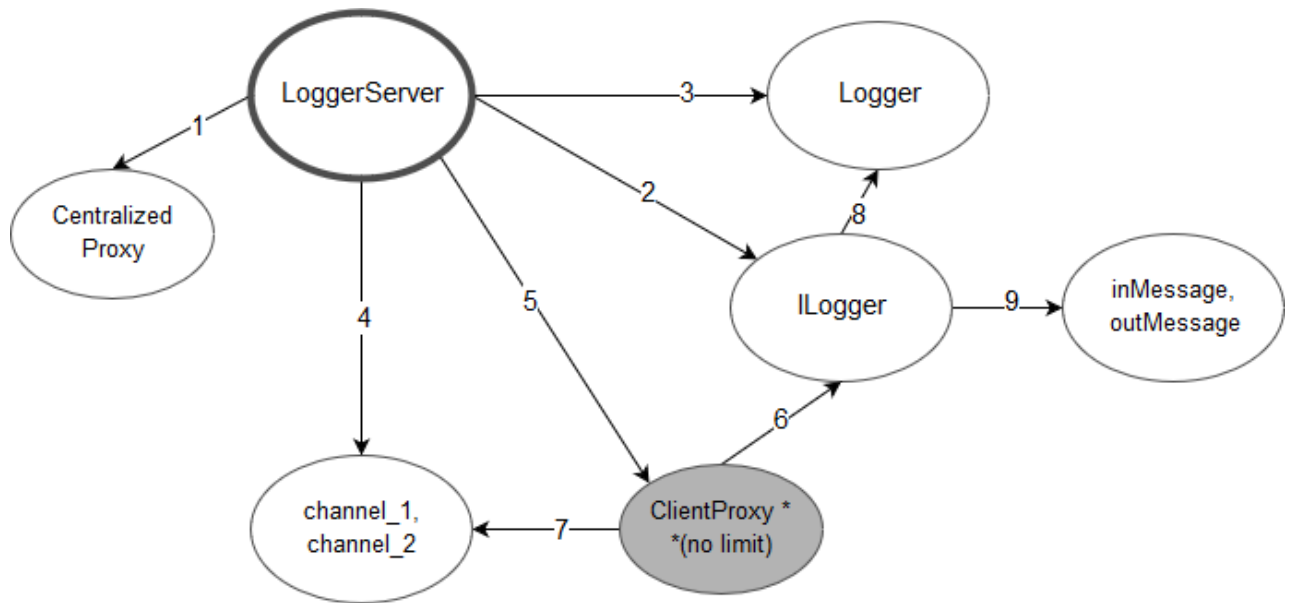 LoggerServer
3
Logger
1
2
Centralized
Proxy
8
4
5
ILogger
9
inMessage,
outMessage
6
channel_1,
channel_2
7
ClientProxy *
*(no limit)